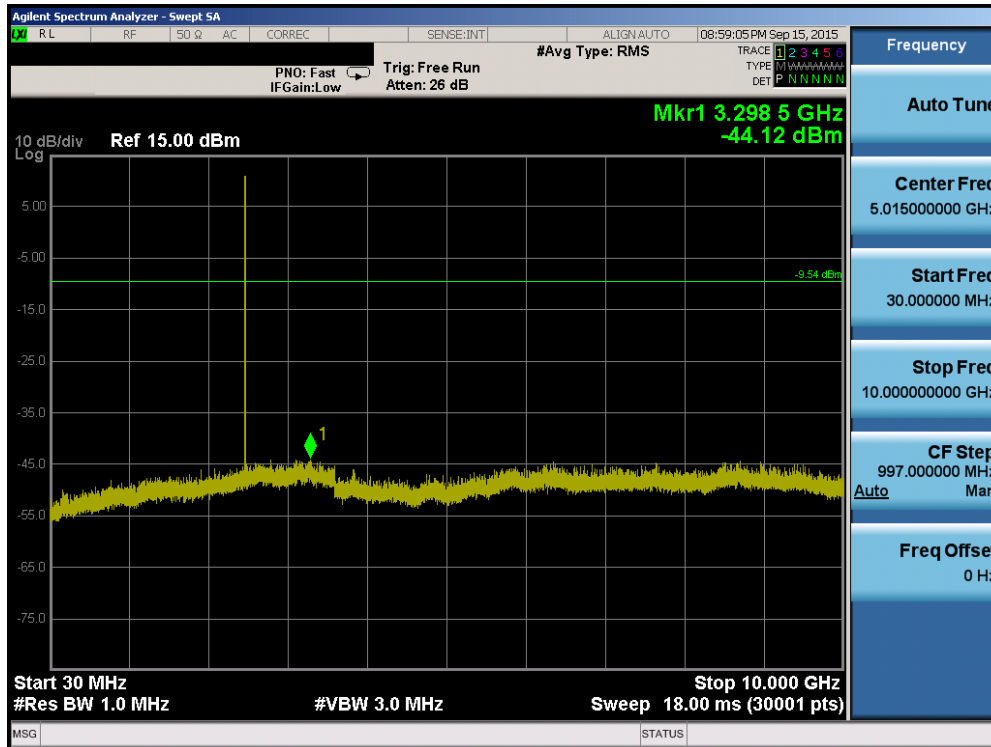 Agilent Spectrum Analyzer - Swept SA
LXI RL RF 50 Ω AC CORREC SENSE:INT ALIGN AUTO 08:59:05 PM Sep 15, 2015
#Avg Type: RMS
TRACE 1 2 3 4 5 6
TYPE M W W W W W
DET P N N N N N
PNO: Fast Trig: Free Run
IFGain:Low Atten: 26 dB
Mkr1 3.298 5 GHz
-44.12 dBm
10 dB/div Ref 15.00 dBm
Log
5.00
-5.00
-9.54 dBm
-15.0
-25.0
-35.0
1
-45.0
-55.0
-65.0
-75.0
Start 30 MHz Stop 10.000 GHz
#Res BW 1.0 MHz #VBW 3.0 MHz Sweep 18.00 ms (30001 pts)
MSG STATUS
Frequency
Auto Tune
Center Freq
5.015000000 GHz
Start Freq
30.000000 MHz
Stop Freq
10.000000000 GHz
CF Step
997.000000 MHz
Auto Man
Freq Offset
0 Hz